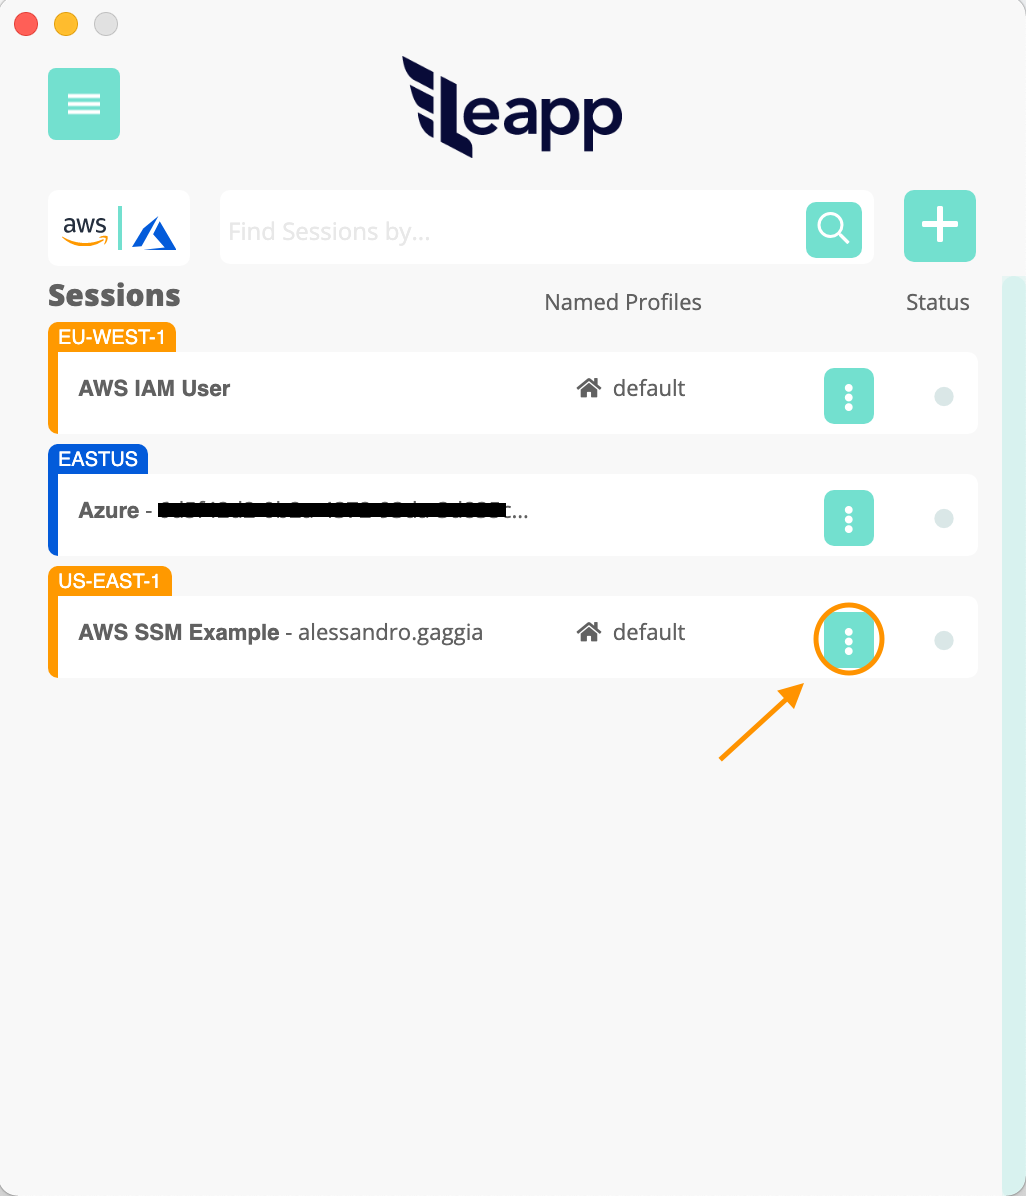 leapp
aws
Find Sessions by...
Sessions
Named Profiles
Status
EU-WEST-1
AWS IAM User
default
EASTUS
Azure - ...
US-EAST-1
AWS SSM Example - alessandro.gaggia
default